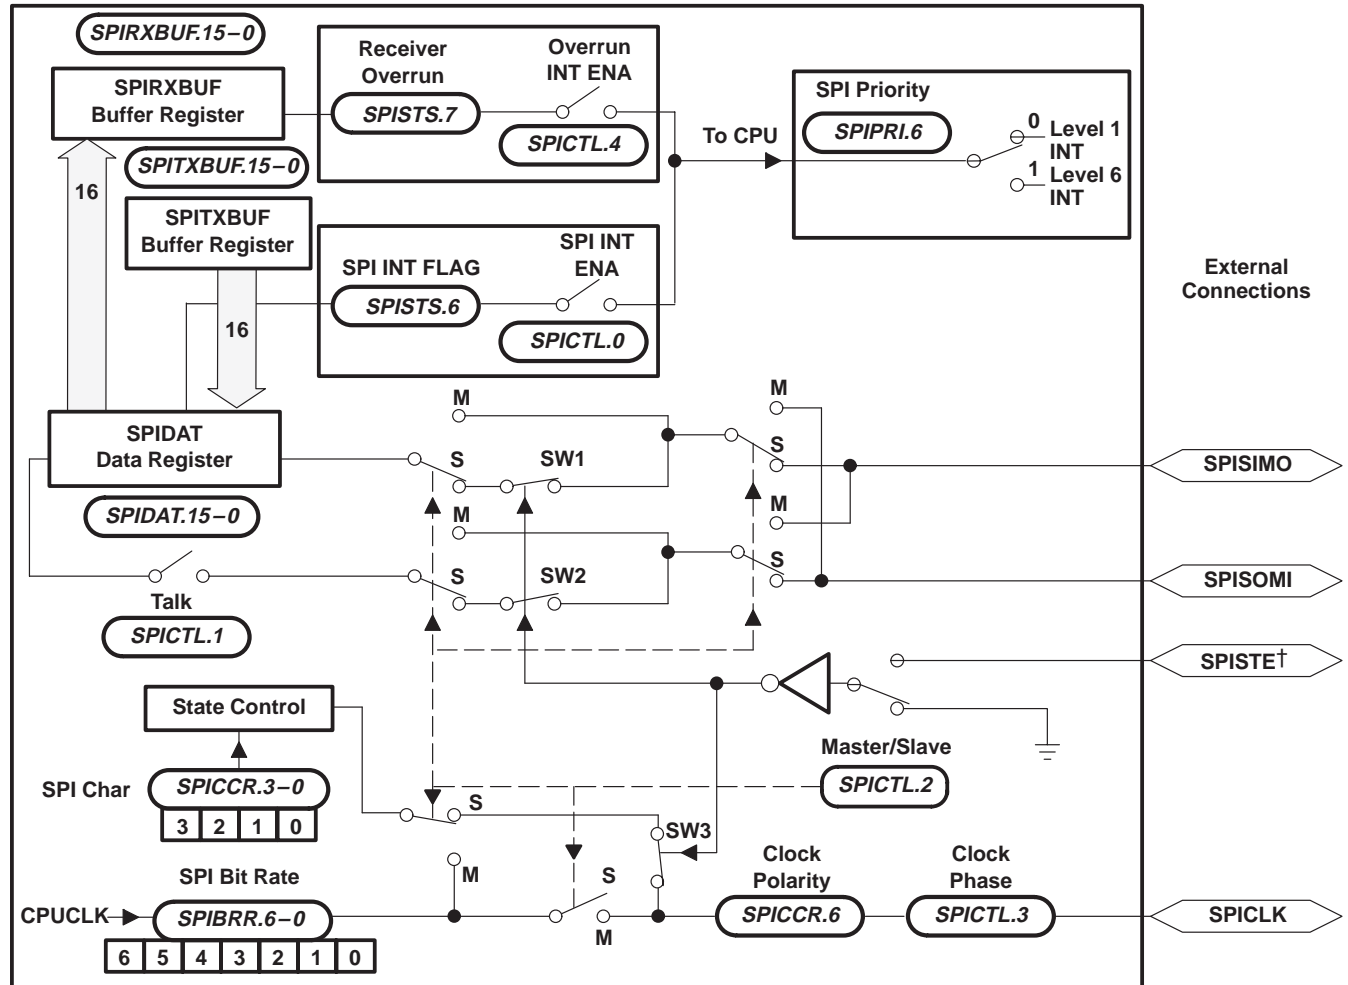 SPIRXBUF.15–0
SPIRXBUF
Buffer Register
Receiver
Overrun
SPISTS.7
Overrun
INT ENA
SPICTL.4
To CPU
SPI Priority
SPIPRI.6
0
Level 1
INT
1
Level 6
INT
16
SPITXBUF.15–0
SPITXBUF
Buffer Register
16
SPI INT FLAG
SPISTS.6
SPI INT
ENA
SPICTL.0
External
Connections
SPIDAT
Data Register
SPIDAT.15–0
M
S
SW1
M
S
SPISIMO
M
S
SW2
M
S
SPISOMI
Talk
SPICTL.1
SPISTE†
State Control
Master/Slave
SPICTL.2
SPI Char
SPICCR.3–0
3 2 1 0
S
M
SW3
SPI Bit Rate
CPUCLK
SPIBRR.6–0
6 5 4 3 2 1 0
S
M
Clock
Polarity
SPICCR.6
Clock
Phase
SPICTL.3
SPICLK